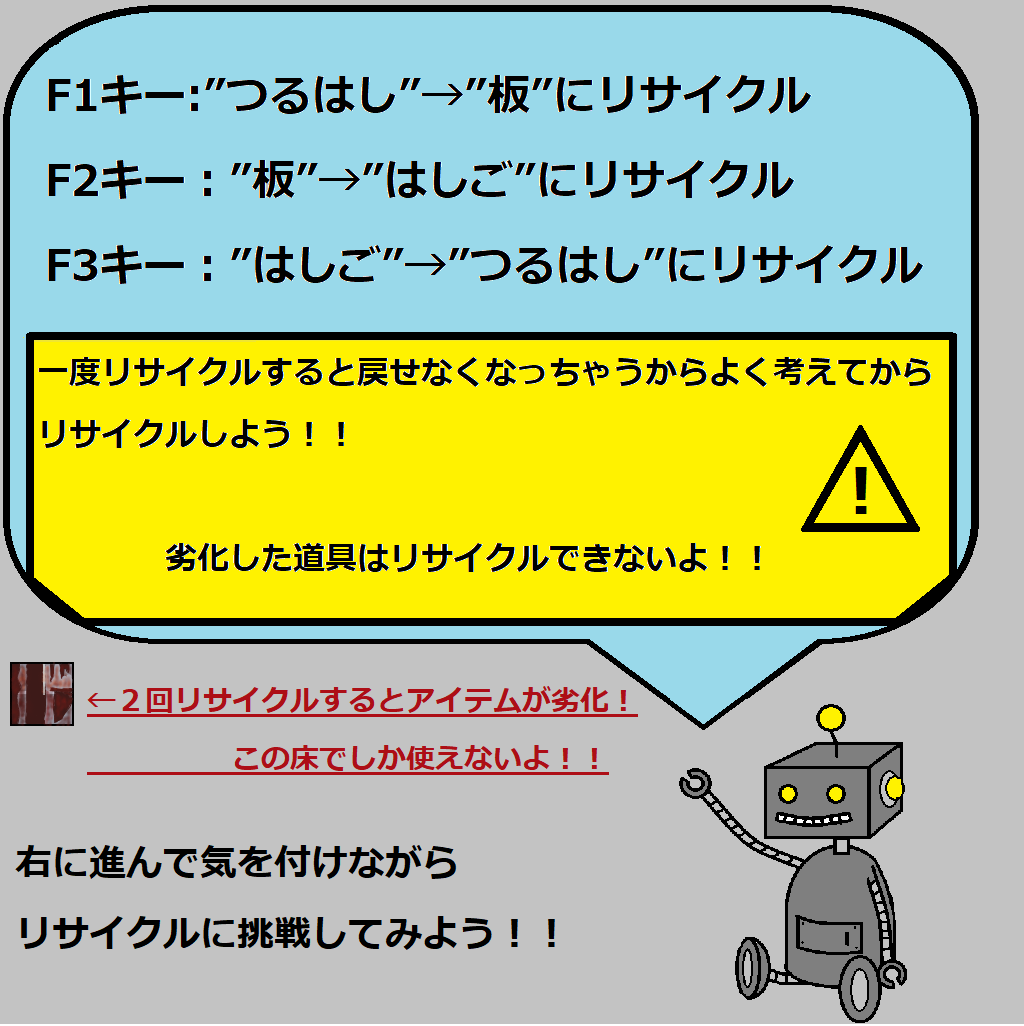 F1キー:”つるはし”→”板”にリサイクル
F2キー：”板”→”はしご”にリサイクル
F3キー：”はしご”→”つるはし”にリサイクル
一度リサイクルすると戻せなくなっちゃうからよく考えてから
リサイクルしよう！！
!
劣化した道具はリサイクルできないよ！！
←２回リサイクルするとアイテムが劣化！
この床でしか使えないよ！！
右に進んで気を付けながら
リサイクルに挑戦してみよう！！